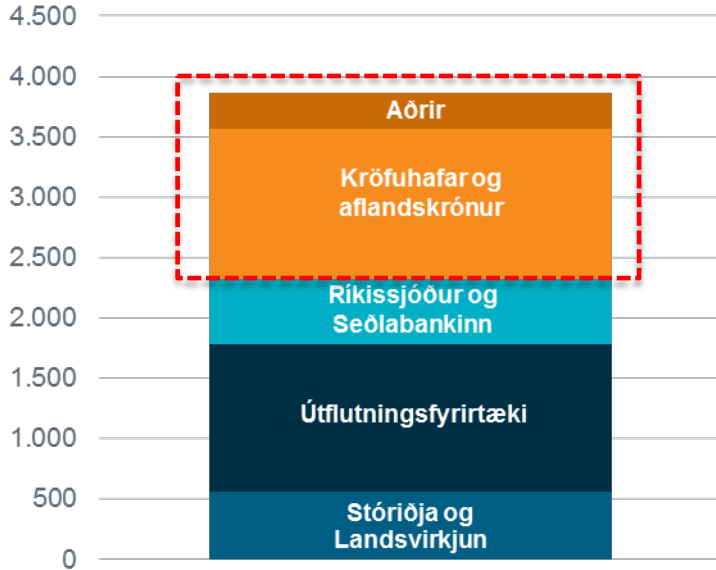 4.500
4.000
3.500
3.000
2.500
2.000
1.500
1.000
500
0
Aðrir
Kröfuhafar og
aflandskrónur
Ríkissjóður og
Seðlabankinn
Útflutningsfyrirtæki
Stóriðja og
Landsvirkjun